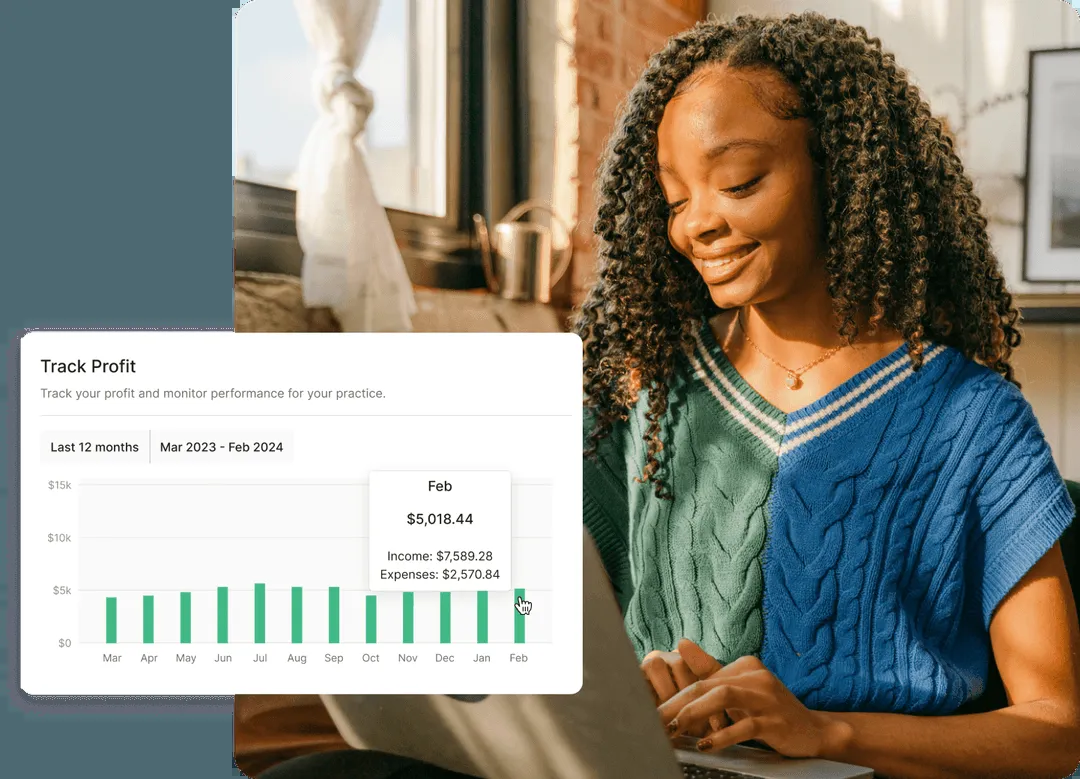 Track Profit
Track your profit and monitor performance for your practice.
Last 12 months Mar 2023 - Feb 2024
$15k
$10k
$5k
$0
Feb
$5,018.44
Income: $7,589.28
Expenses: $2,570.84
Mar Apr May Jun Jul Aug Sep Oct Nov Dec Jan Feb